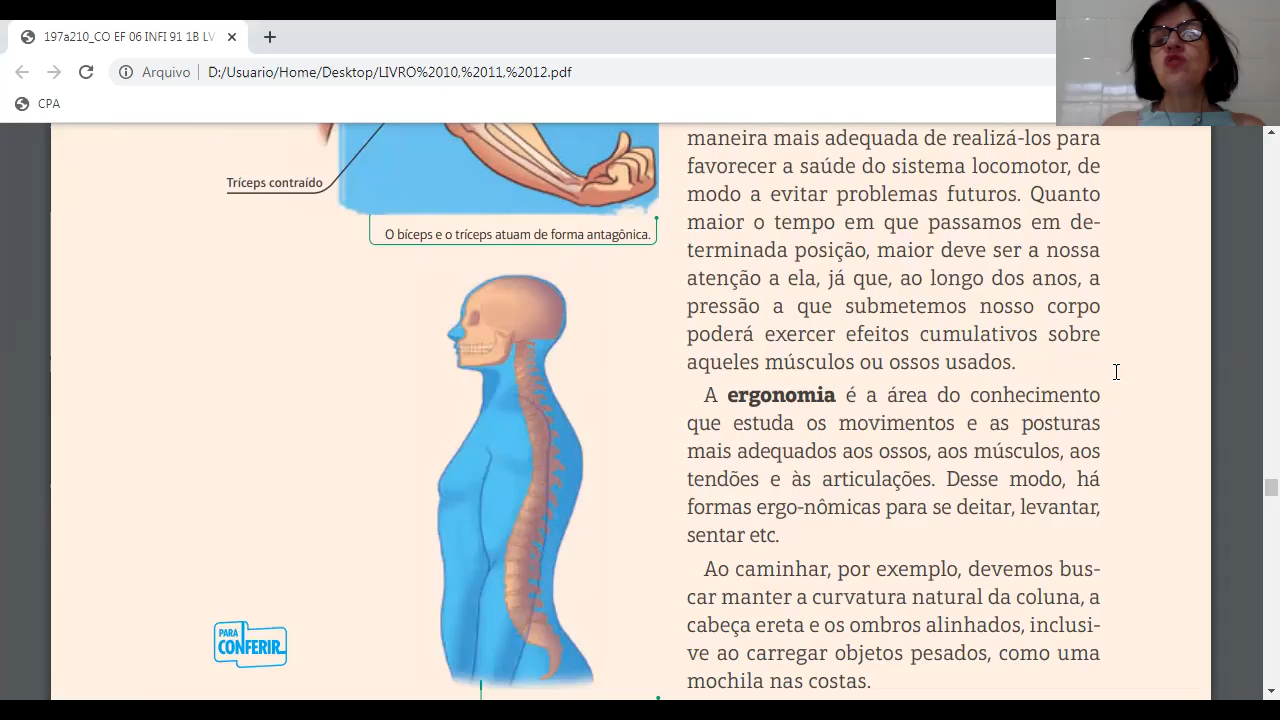 197a210_CO EF 06 INFI 91 1B LV
Arquivo
D:/Usuario/Home/Desktop/LIVRO%2010,%2011,%2012.pdf
CPA
Tríceps contraído
O bíceps e o tríceps atuam de forma antagônica.
PARA
CONFERIR
maneira mais adequada de realizá-los para
favorecer a saúde do sistema locomotor, de
modo a evitar problemas futuros. Quanto
maior o tempo em que passamos em de-
terminada posição, maior deve ser a nossa
atenção a ela, já que, ao longo dos anos, a
pressão a que submetemos nosso corpo
poderá exercer efeitos cumulativos sobre
aqueles músculos ou ossos usados.
A ergonomia é a área do conhecimento
que estuda os movimentos e as posturas
mais adequados aos ossos, aos músculos, aos
tendões e às articulações. Desse modo, há
formas ergo-nômicas para se deitar, levantar,
sentar etc.
Ao caminhar, por exemplo, devemos bus-
car manter a curvatura natural da coluna, a
cabeça ereta e os ombros alinhados, inclusi-
ve ao carregar objetos pesados, como uma
mochila nas costas.